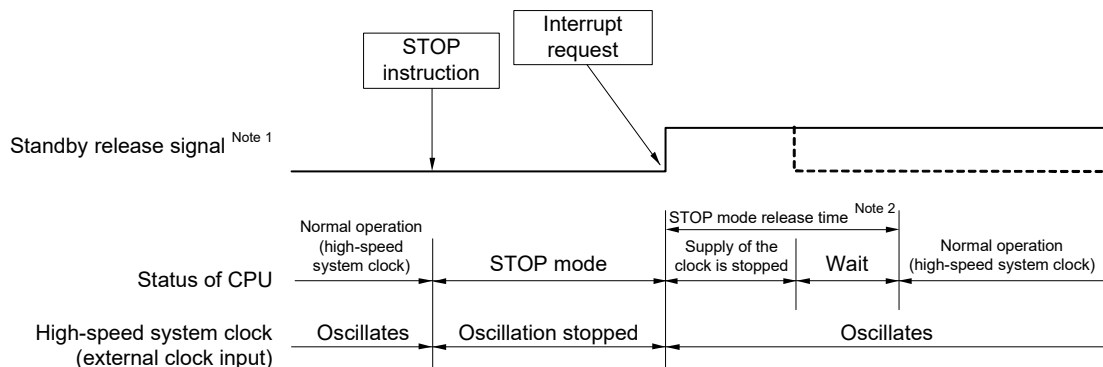 Interrupt
request
STOP
instruction
Standby release signal Note 1
STOP mode release time Note 2
Normal operation
(high-speed
system clock)
Supply of the
clock is stopped
Normal operation
(high-speed system clock)
Status of CPU
STOP mode
Wait
High-speed system clock
(external clock input)
Oscillates
Oscillation stopped
Oscillates